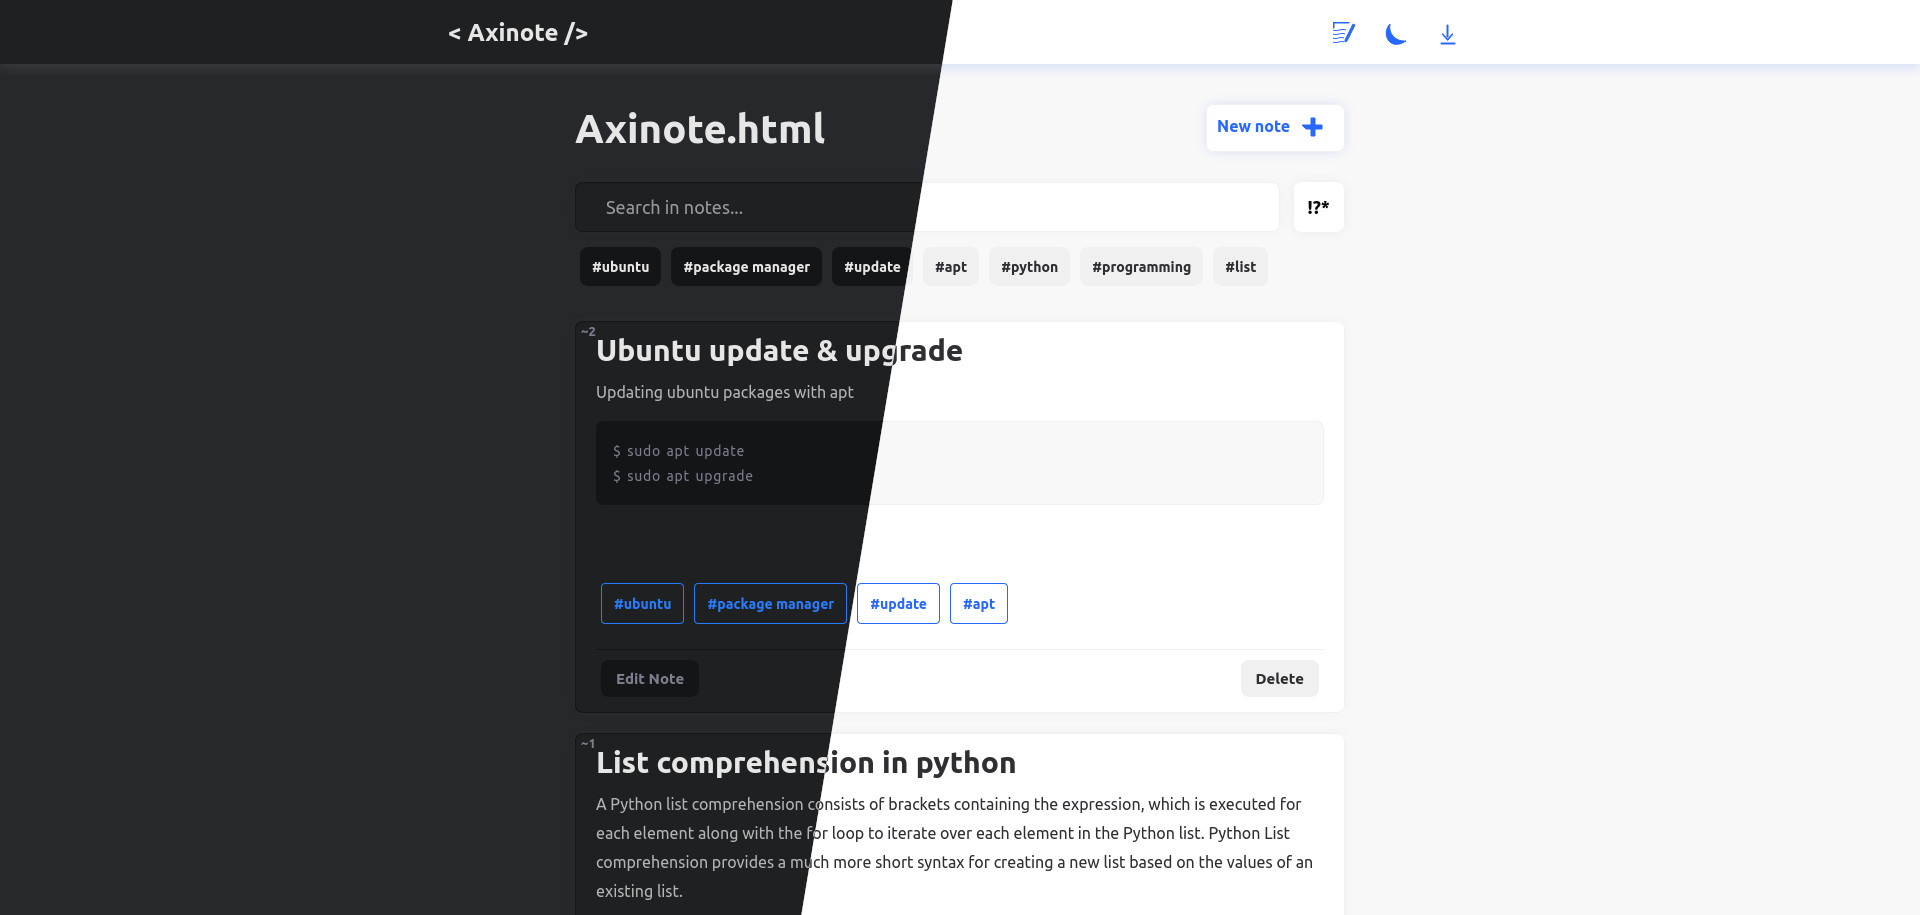 < Axinote />
Axinote.html
New note
Search in notes...
!?*
#ubuntu #package manager #update #apt #python #programming #list
~2
Ubuntu update & upgrade
Updating ubuntu packages with apt
$ sudo apt update
$ sudo apt upgrade
#ubuntu #package manager #update #apt
Edit Note Delete
~1
List comprehension in python
A Python list comprehension consists of brackets containing the expression, which is executed for
each element along with the for loop to iterate over each element in the Python list. Python List
comprehension provides a much more short syntax for creating a new list based on the values of an
existing list.